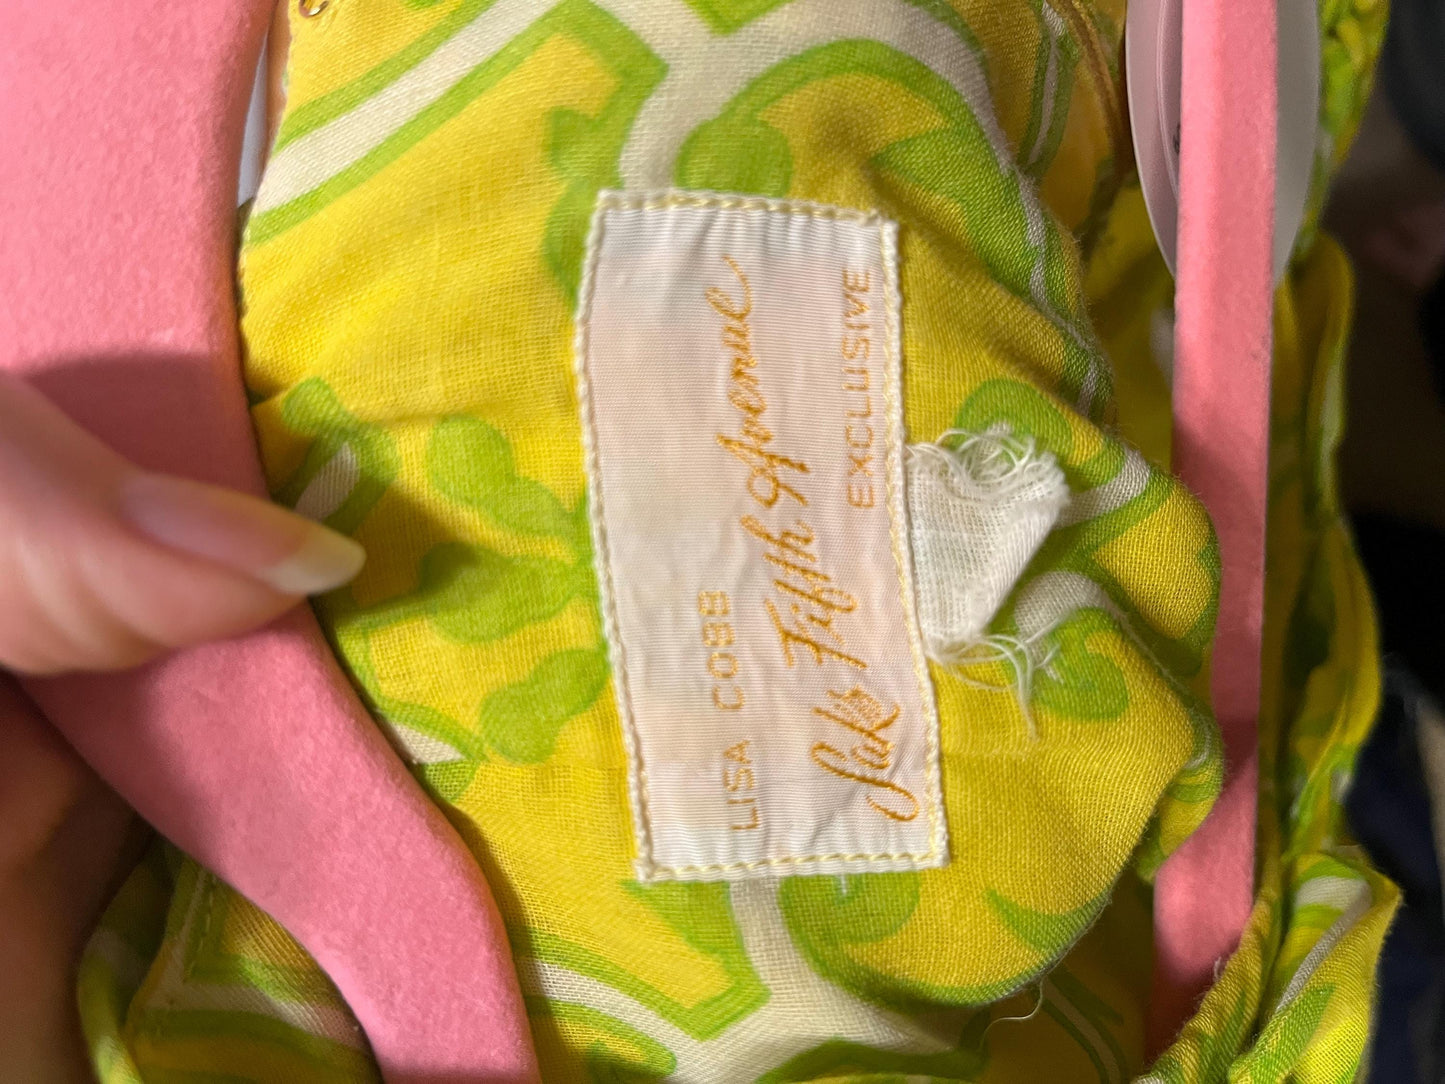 LISA COBB
Saks Fifth Avenue
EXCLUSIVE